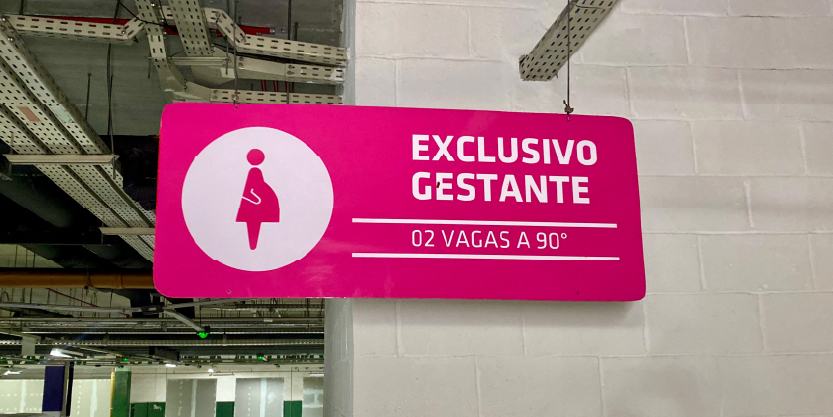 EXCLUSIVO
GESTANTE
02 VAGAS A 90°